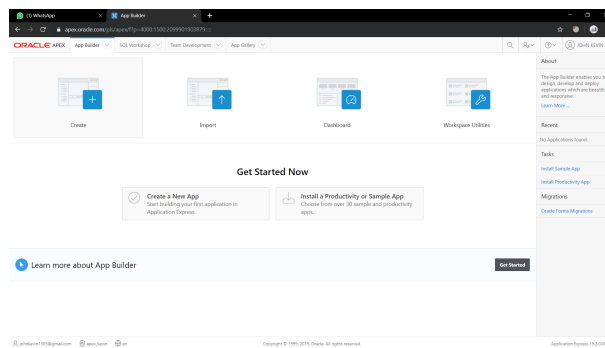 (1) WhatsApp
App Builder
apex.oracle.com/pls/apex/f?p=4000:1500:2099901903879:::
ORACLE APEX App Builder SQL Workshop Team Development App Gallery JOHN KEVIN
Create
Import
Dashboard
Workspace Utilities
Get Started Now
Create a New App
Start building your first application in
Application Express.
Install a Productivity or Sample App
Choose from over 30 sample and productivity
apps.
Learn more about App Builder
Get Started
About
The App Builder enables you to
design, develop and deploy
applications which are beautif
and responsive.
Learn More ...
Recent
No Applications found.
Tasks
Install Sample App
Install Productivity App
Migrations
Oracle Forms Migrations
apex_kevin
en
Copyright © 1999, 2019, Oracle. All rights reserved.
Application Express 19.2.0.0